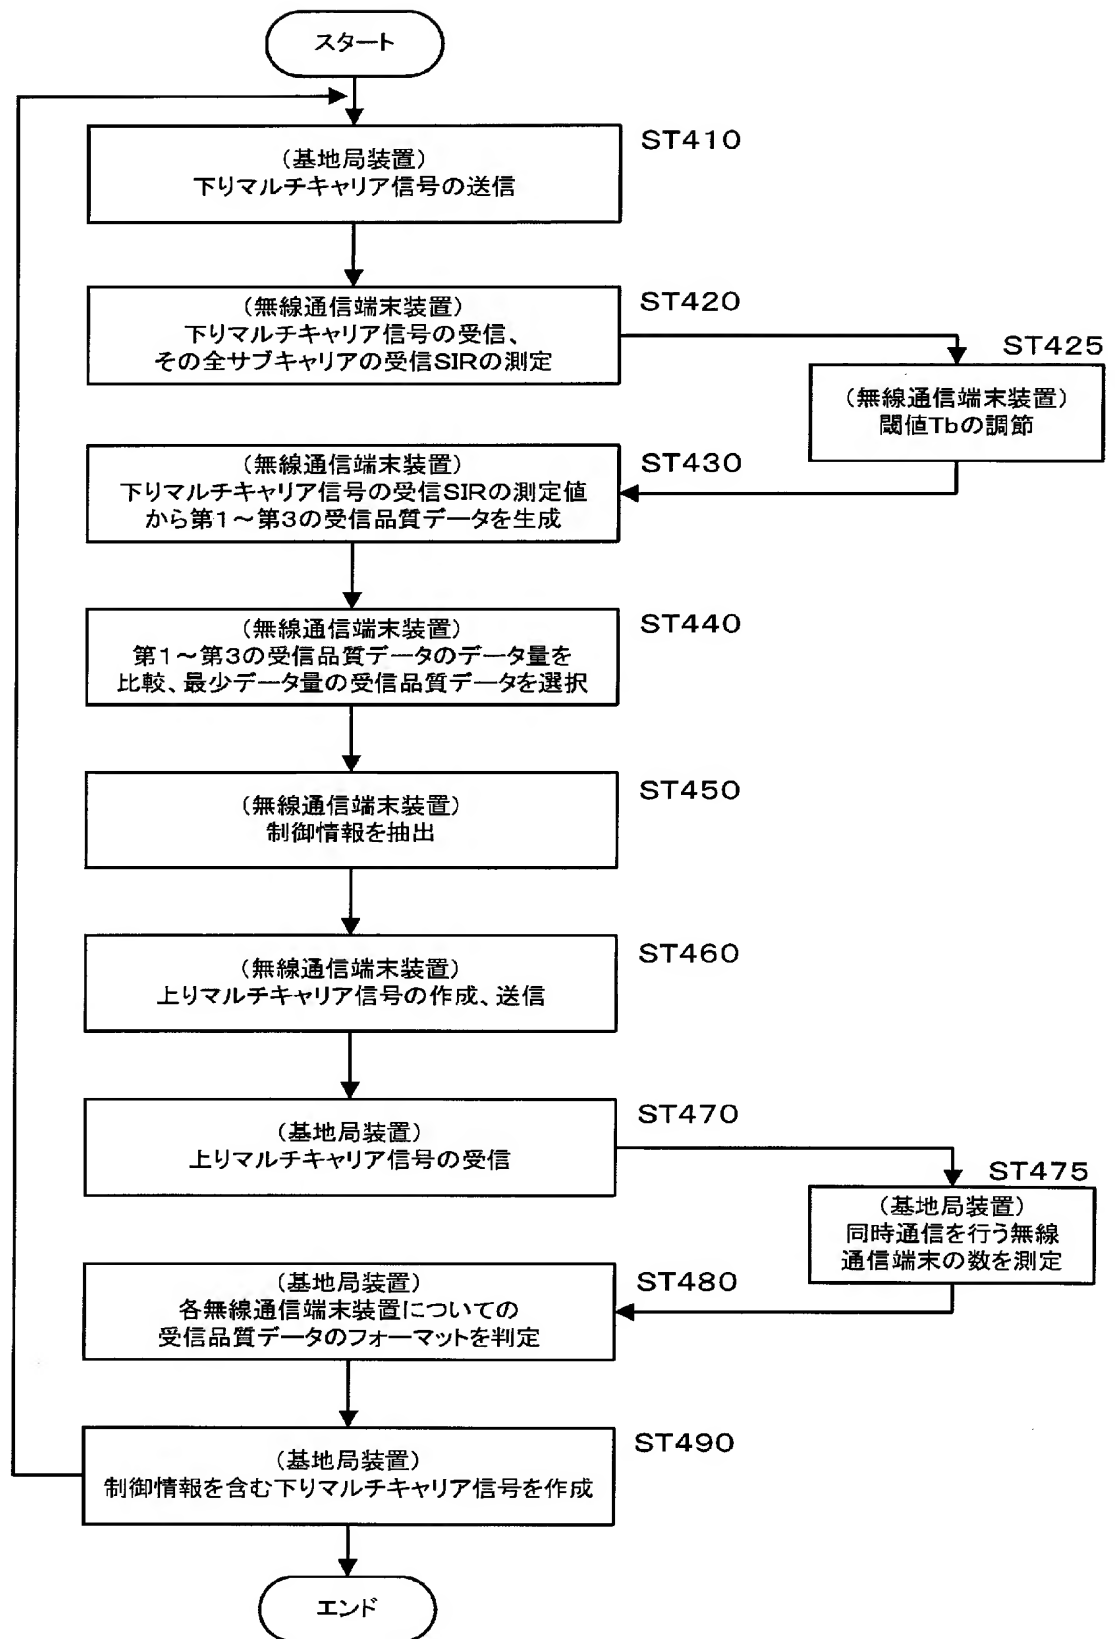 スタート
ST410
(基地局装置)
下りマルチキャリア信号の送信
ST420
(無線通信端末装置)
下りマルチキャリア信号の受信、
その全サブキャリアの受信SIRの測定
ST425
(無線通信端末装置)
閾値Tbの調節
ST430
(無線通信端末装置)
下りマルチキャリア信号の受信SIRの測定値
から第1～第3の受信品質データを生成
ST440
(無線通信端末装置)
第1～第3の受信品質データのデータ量を
比較、最少データ量の受信品質データを選択
ST450
(無線通信端末装置)
制御情報を抽出
ST460
(無線通信端末装置)
上りマルチキャリア信号の作成、送信
ST470
(基地局装置)
上りマルチキャリア信号の受信
ST475
(基地局装置)
同時通信を行う無線
通信端末の数を測定
ST480
(基地局装置)
各無線通信端末装置についての
受信品質データのフォーマットを判定
ST490
(基地局装置)
制御情報を含む下りマルチキャリア信号を作成
エンド